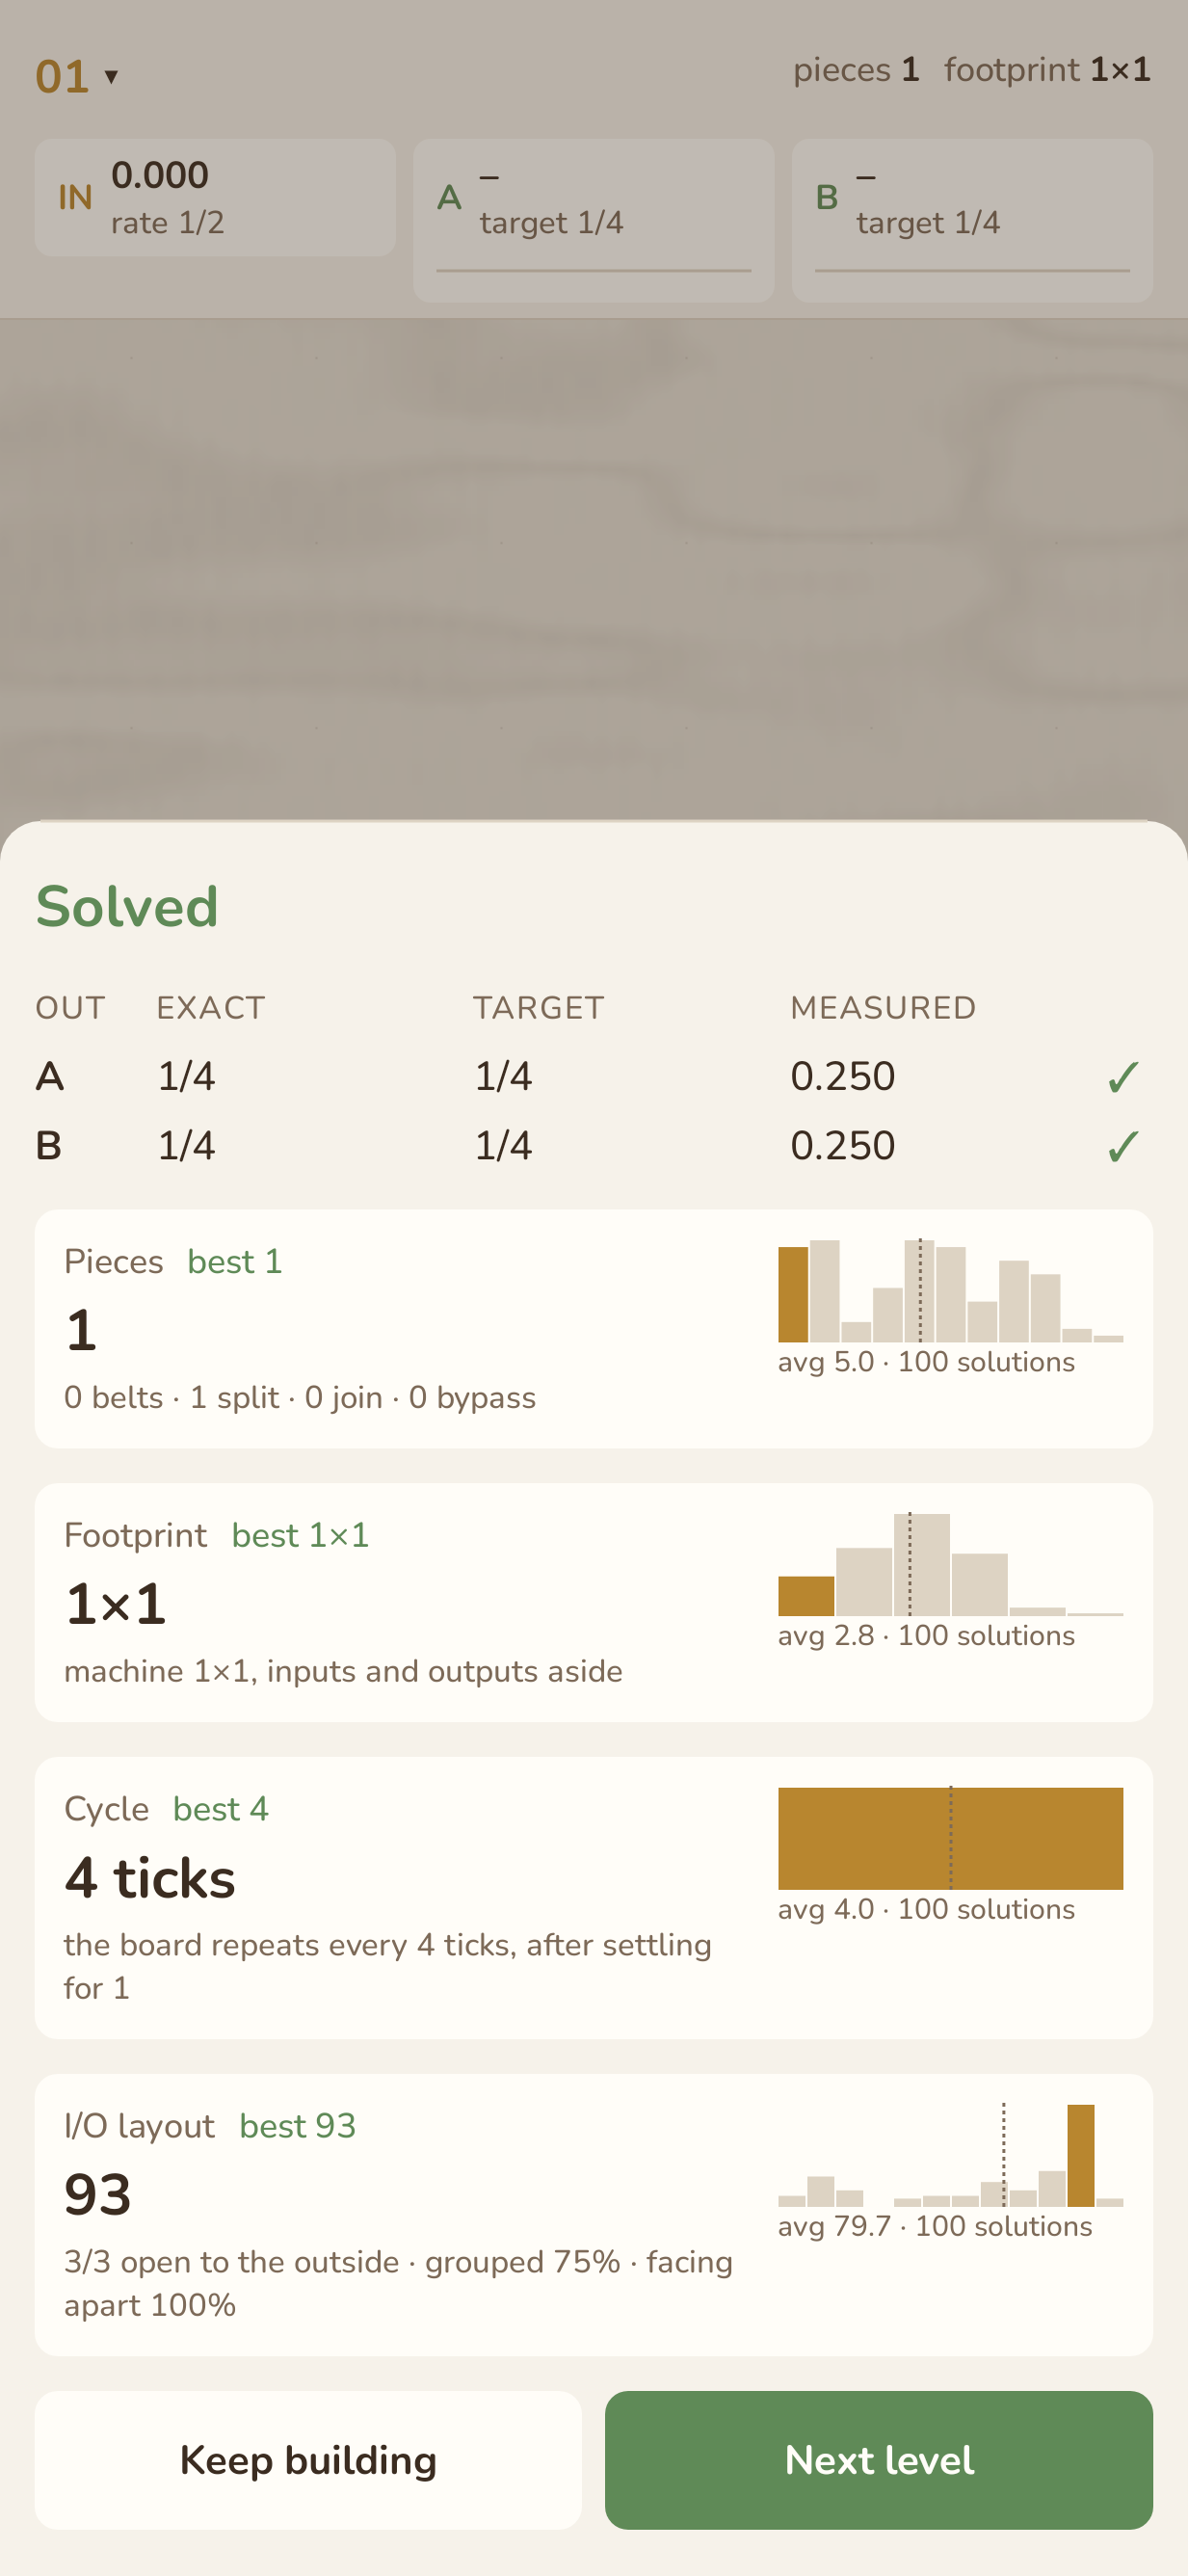 01 ▼
pieces 1 footprint 1×1
IN 0.000
rate 1/2
A –
target 1/4
B –
target 1/4
Solved
OUT EXACT TARGET MEASURED
A 1/4 1/4 0.250 ✓
B 1/4 1/4 0.250 ✓
Pieces best 1
1
0 belts · 1 split · 0 join · 0 bypass
avg 5.0 · 100 solutions
Footprint best 1×1
1×1
machine 1×1, inputs and outputs aside
avg 2.8 · 100 solutions
Cycle best 4
4 ticks
the board repeats every 4 ticks, after settling
for 1
avg 4.0 · 100 solutions
I/O layout best 93
93
3/3 open to the outside · grouped 75% · facing
apart 100%
avg 79.7 · 100 solutions
Keep building
Next level